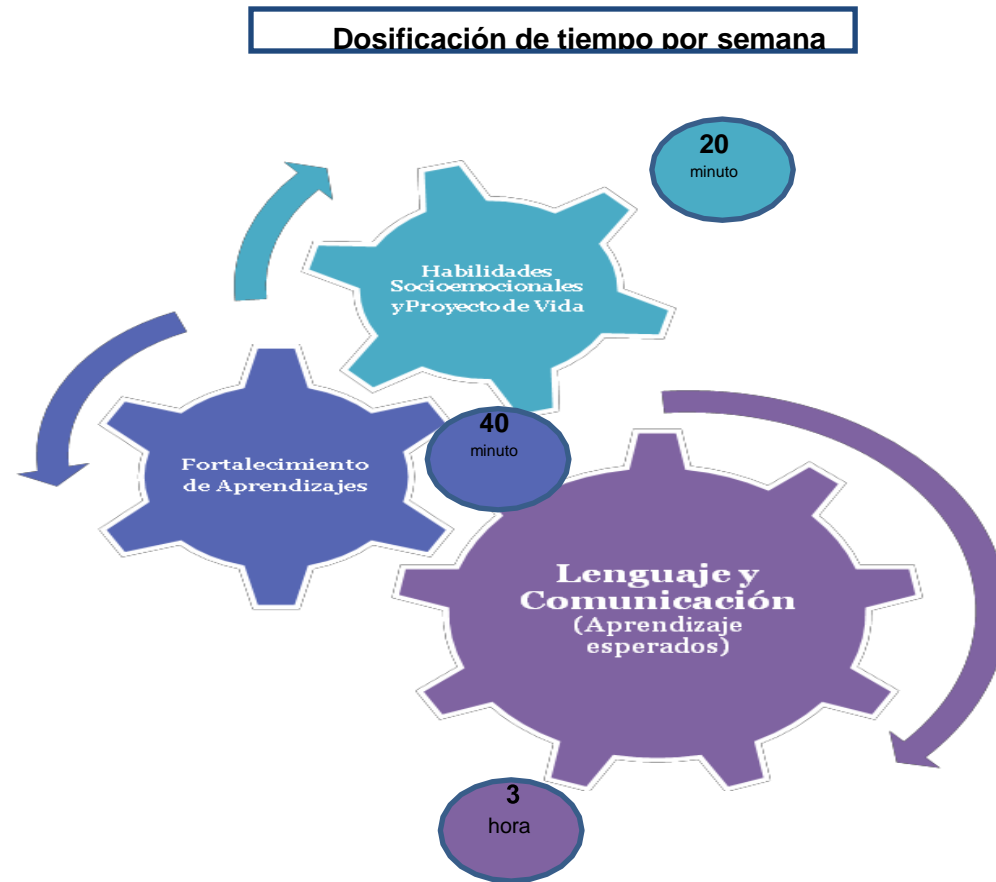 Dosificación de tiempo por semana
20
minuto
Habilidades
Socioemocionales
yProyecto de Vida
40
minuto
Fortalecimiento
de Aprendizajes
Lenguaje y
Comunicación
(Aprendizaje
esperados)
3
hora